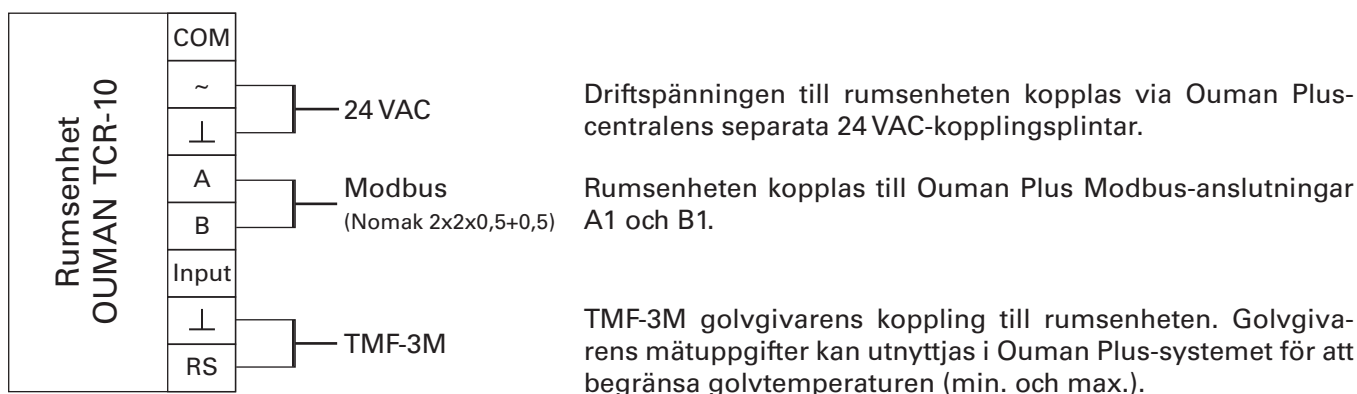 Rumsenhet
OUMAN TCR-10
COM
~
⊥
A
B
Input
⊥
RS
24 VAC
Modbus
(Nomak 2x2x0,5+0,5)
TMF-3M
Driftspänningen till rumsenheten kopplas via Ouman Plus-
centralens separata 24 VAC-kopplingsplintar.
Rumsenheten kopplas till Ouman Plus Modbus-anslutningar
A1 och B1.
TMF-3M golvgivarens koppling till rumsenheten. Golvgiva-
rens mätuppgifter kan utnyttjas i Ouman Plus-systemet för att
begränsa golvtemperaturen (min. och max.).